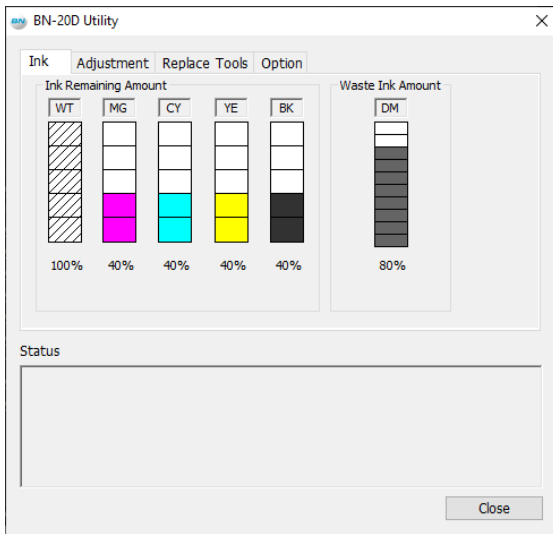 BN BN-20D Utility
Ink Adjustment Replace Tools Option
Ink Remaining Amount Waste Ink Amount
WT MG CY YE BK DM
100% 40% 40% 40% 40% 80%
Status
Close